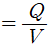 = Q/V